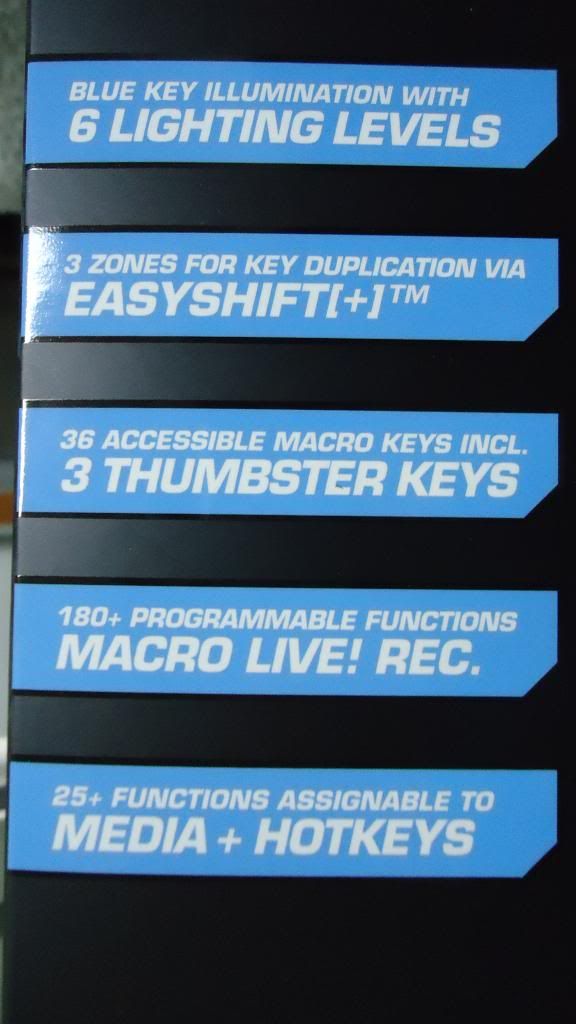 BLUE KEY ILLUMINATION WITH
6 LIGHTING LEVELS
3 ZONES FOR KEY DUPLICATION VIA
EASYSHIFT[+]™
36 ACCESSIBLE MACRO KEYS INCL.
3 THUMBSTER KEYS
180+ PROGRAMMABLE FUNCTIONS
MACRO LIVE! REC.
25+ FUNCTIONS ASSIGNABLE TO
MEDIA + HOTKEYS